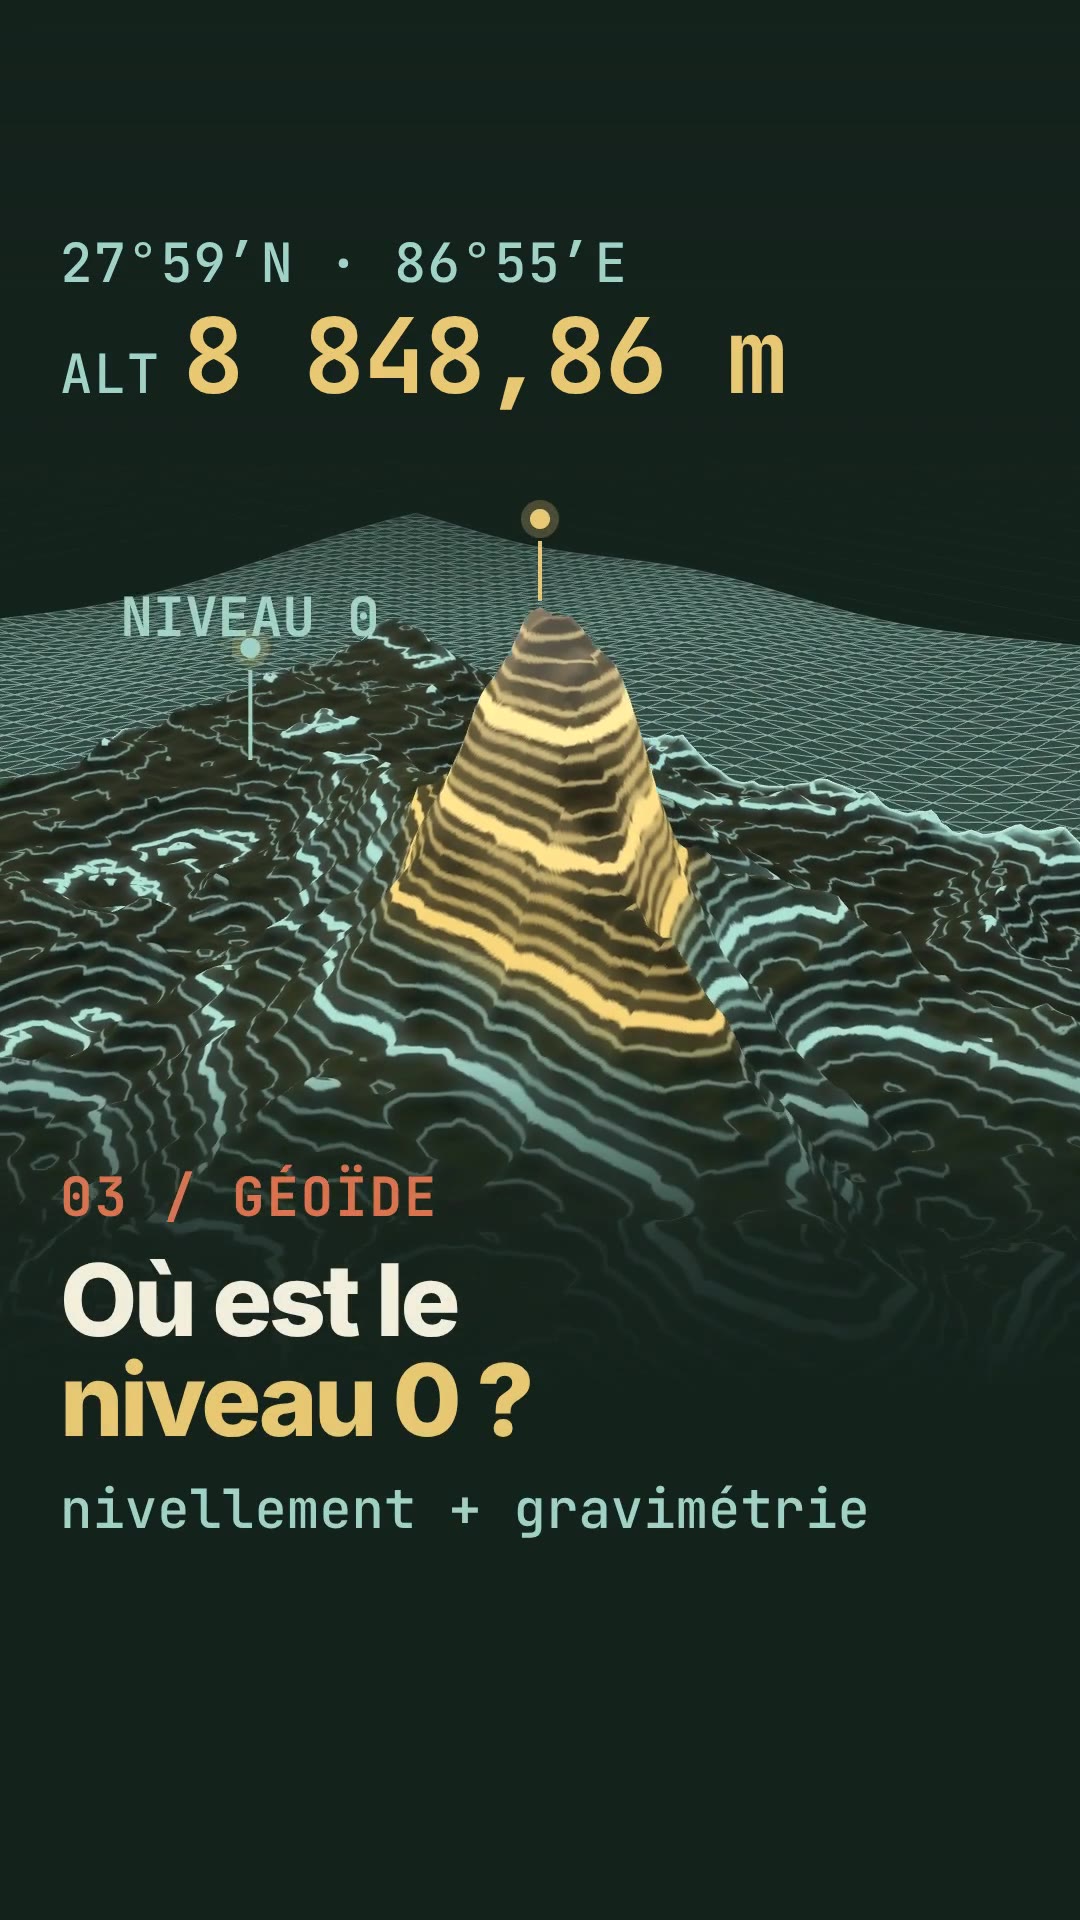 27°59′N · 86°55′E
ALT 8 848,86 m
NIVEAU 0
03 / GÉOÏDE
Où est le
niveau 0 ?
nivellement + gravimétrie